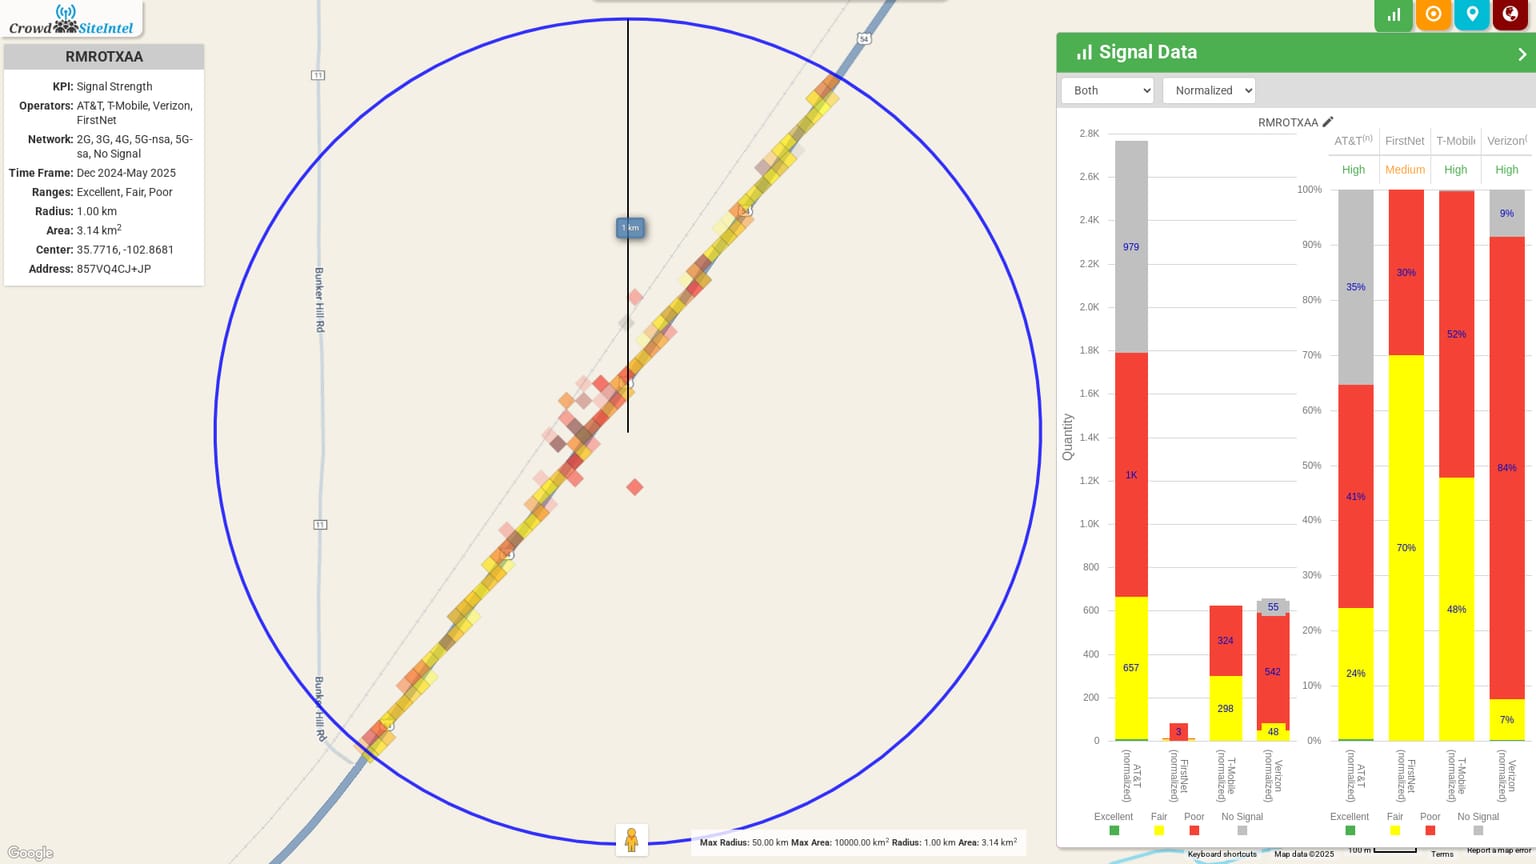 Crowd SiteIntel
RMROTXAA
KPI: Signal Strength
Operators: AT&T, T-Mobile, Verizon,
FirstNet
Network: 2G, 3G, 4G, 5G-nsa, 5G-
sa, No Signal
Time Frame: Dec 2024-May 2025
Ranges: Excellent, Fair, Poor
Radius: 1.00 km
Area: 3.14 km²
Center: 35.7716, -102.8681
Address: 857VQ4CJ+JP
11
Bunker Hill Rd
11
Bunker Hill Rd
54
54
1 km
Google
Max Radius: 50.00 km Max Area: 10000.00 km² Radius: 1.00 km Area: 3.14 km²
Signal Data
Both
Normalized
RMROTXAA
Quantity
2.8K
2.6K
2.4K
2.2K
2.0K
1.8K
1.6K
1.4K
1.2K
1.0K
800
600
400
200
0
979
1K
657
3
324
298
55
542
48
AT&T
(normalized)
FirstNet
(normalized)
T-Mobile
(normalized)
Verizon
(normalized)
Excellent
Fair
Poor
No Signal
AT&T(n)
FirstNet
T-Mobile
Verizon(
High
Medium
High
High
100%
90%
80%
70%
60%
50%
40%
30%
20%
10%
0%
35%
41%
24%
30%
70%
52%
48%
9%
84%
7%
AT&T
(normalized)
FirstNet
(normalized)
T-Mobile
(normalized)
Verizon
(normalized)
Excellent
Fair
Poor
No Signal
Keyboard shortcuts
Map data ©2025
100 m
Terms
Report a map error